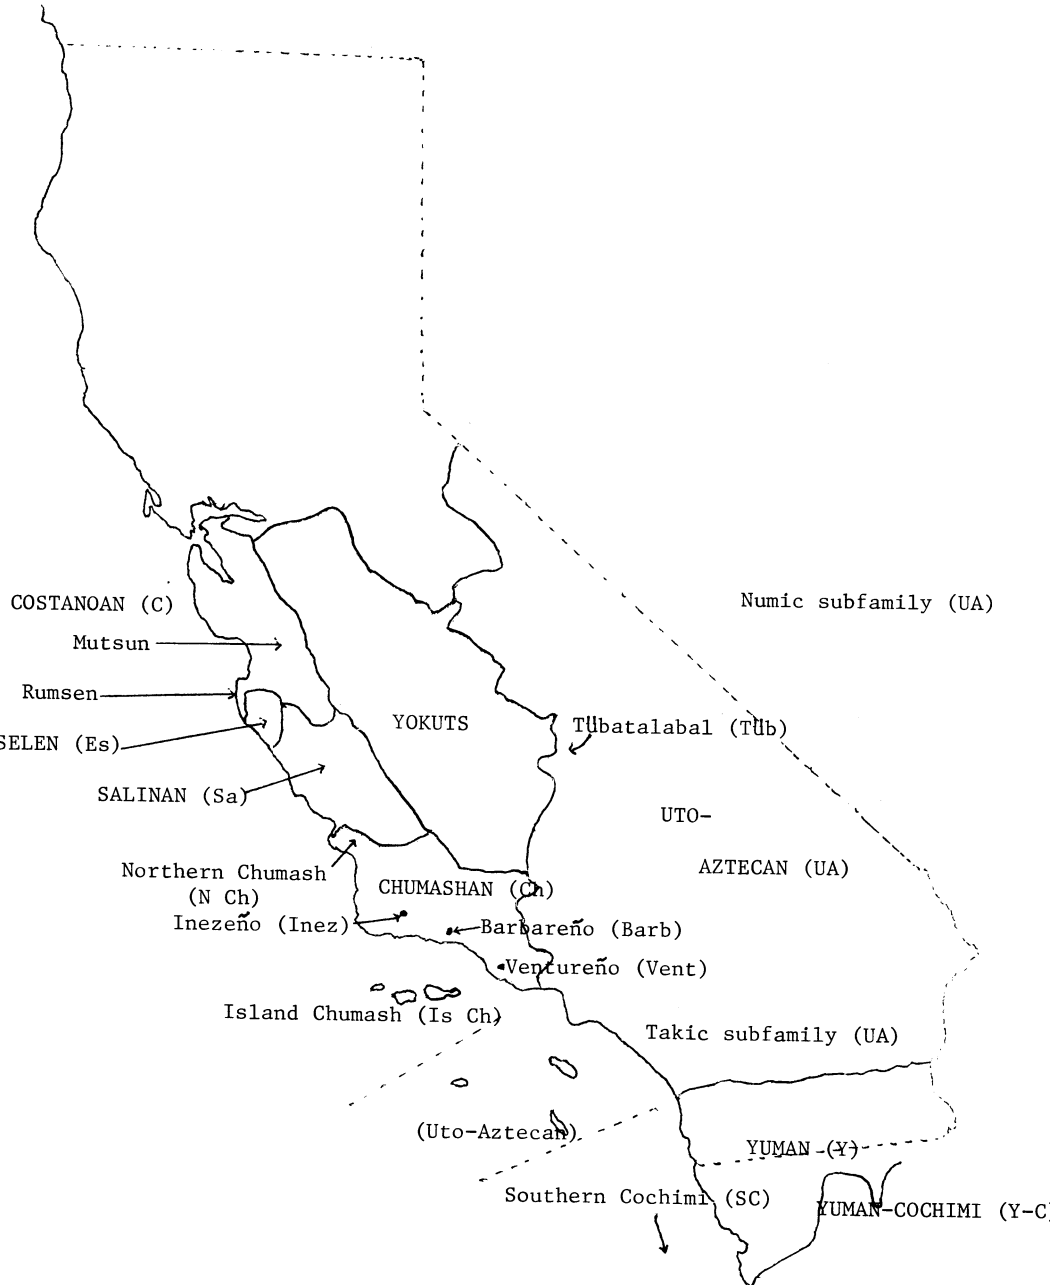 COSTANOAN (C)
Numic subfamily (UA)
Mutsun
Rumsen
YOKUTS
Tübatalabal (Tüb)
SELEN (Es)
SALINAN (Sa)
UTO-
AZTECAN (UA)
Northern Chumash
(N Ch)
CHUMASHAN (Ch)
Inezeño (Inez)
Barbareño (Barb)
Ventureño (Vent)
Island Chumash (Is Ch)
Takic subfamily (UA)
(Uto-Aztecan)
YUMAN (Y)
Southern Cochimi (SC)
YUMAN-COCHIMI (Y-C)